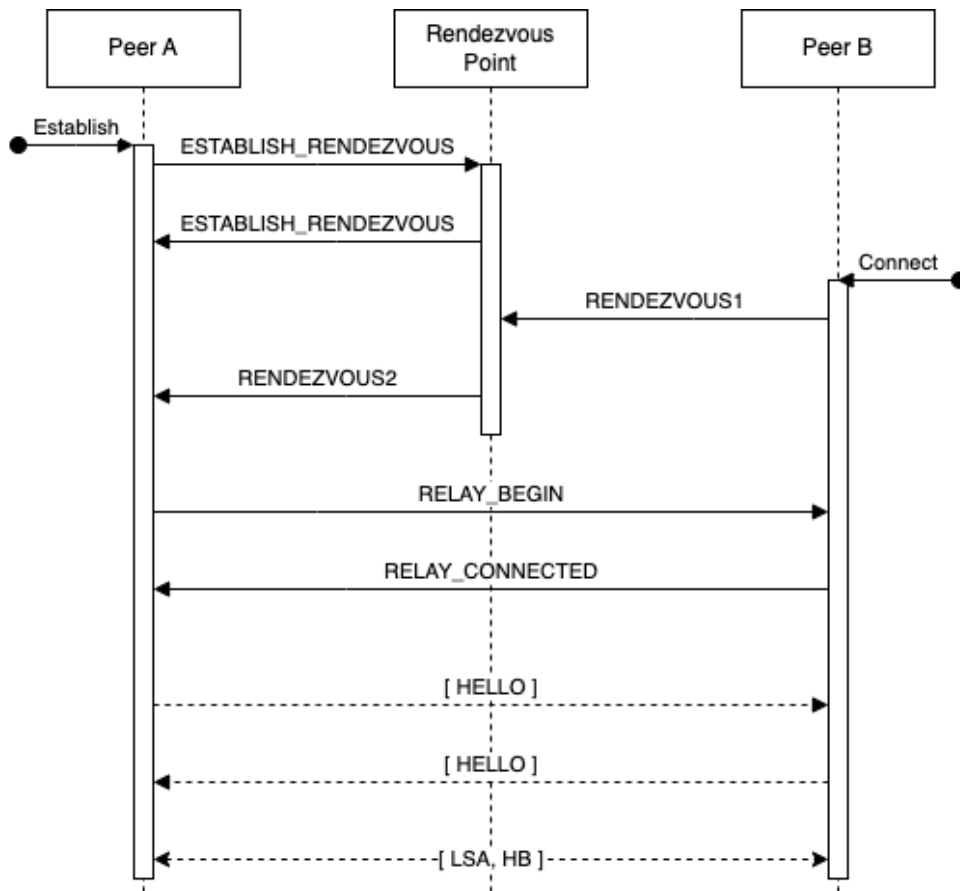 Peer A
Rendezvous
Point
Peer B
Establish
ESTABLISH_RENDEZVOUS
ESTABLISH_RENDEZVOUS
Connect
RENDEZVOUS1
RENDEZVOUS2
RELAY_BEGIN
RELAY_CONNECTED
[ HELLO ]
[ HELLO ]
[ LSA, HB ]